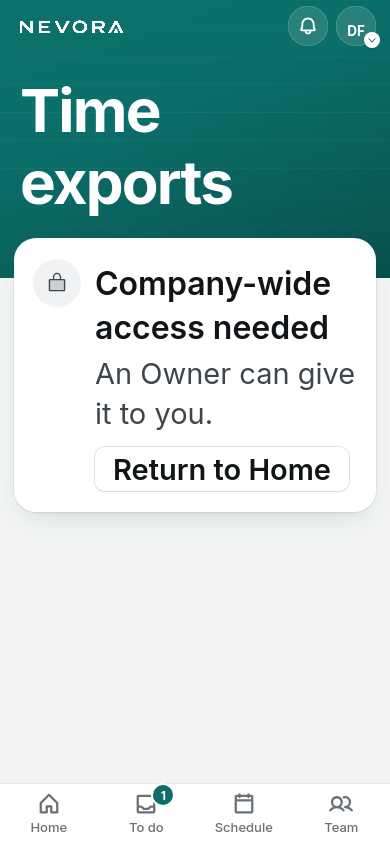 NEVORA
DF
Time
exports
Company-wide
access needed
An Owner can give
it to you.
Return to Home
1
Home
To do
Schedule
Team